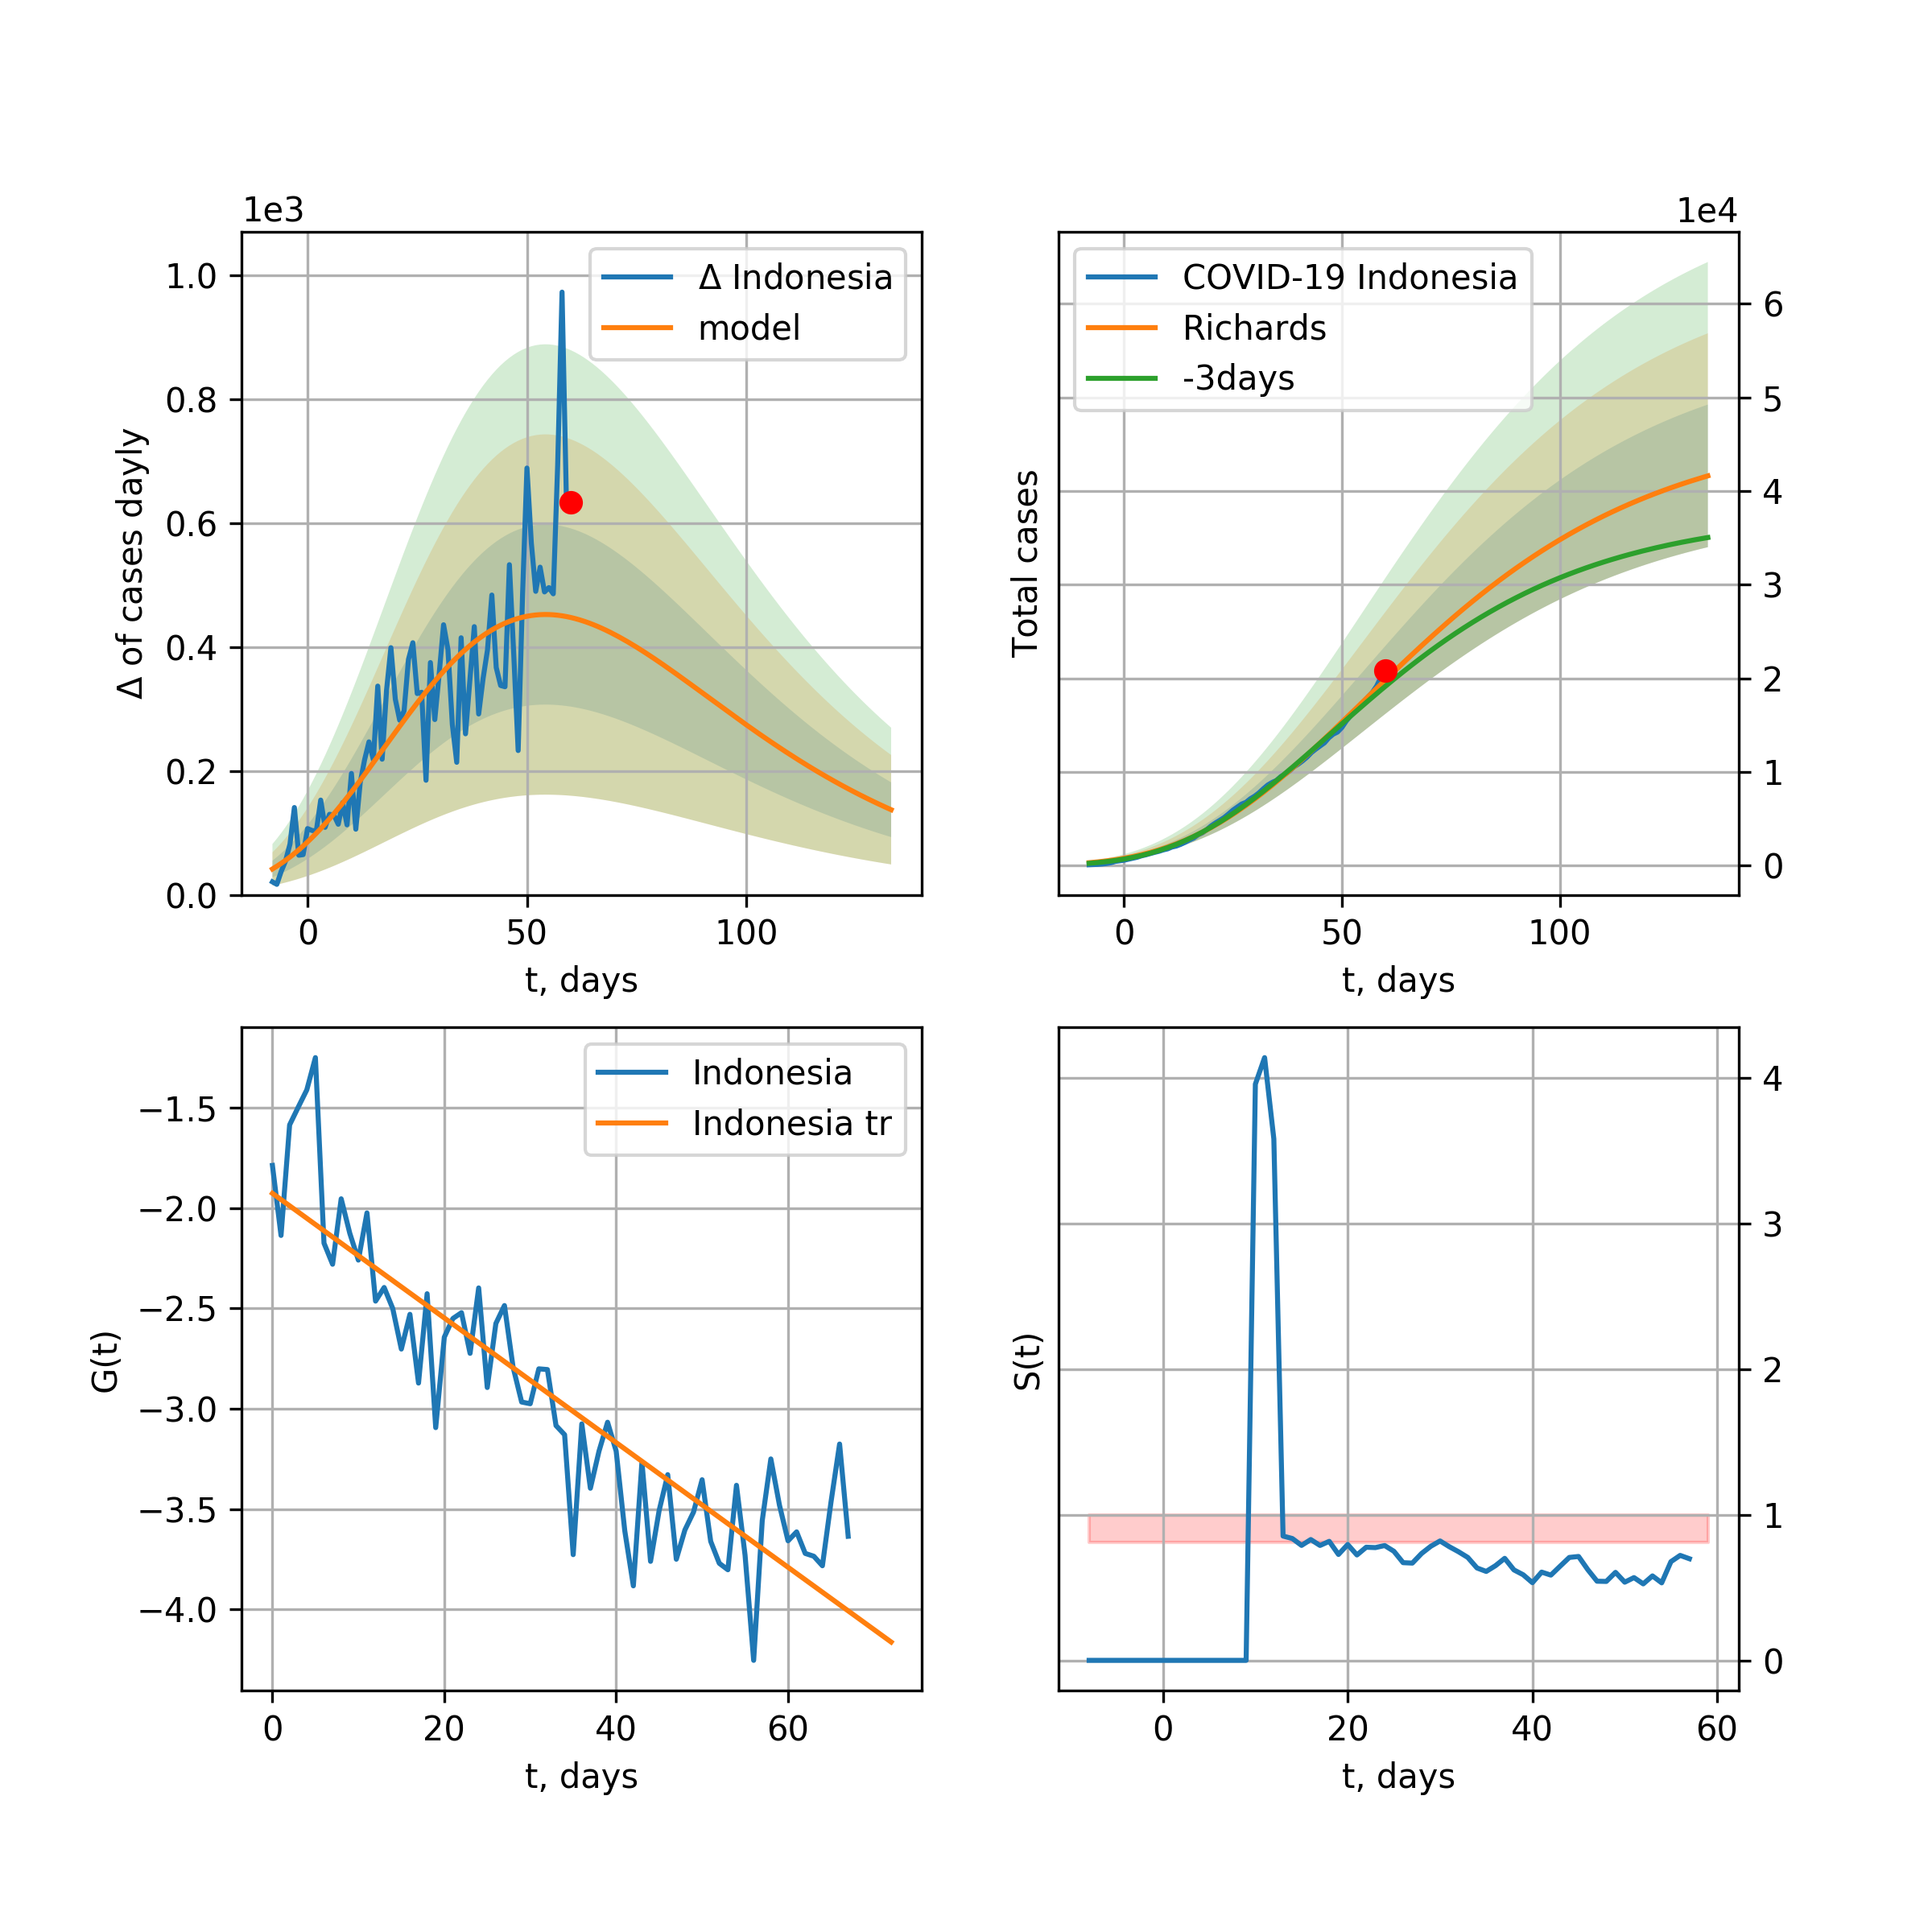 1e3
1.0
0.8
0.6
0.4
0.2
0.0
Δ of cases dayly
Δ Indonesia
model
0 50 100
t, days
1e4
COVID-19 Indonesia
Richards
-3days
Total cases
6
5
4
3
2
1
0
0 50 100
t, days
−1.5
−2.0
−2.5
−3.0
−3.5
−4.0
G(t)
Indonesia
Indonesia tr
0 20 40 60
t, days
S(t)
4
3
2
1
0
0 20 40 60
t, days